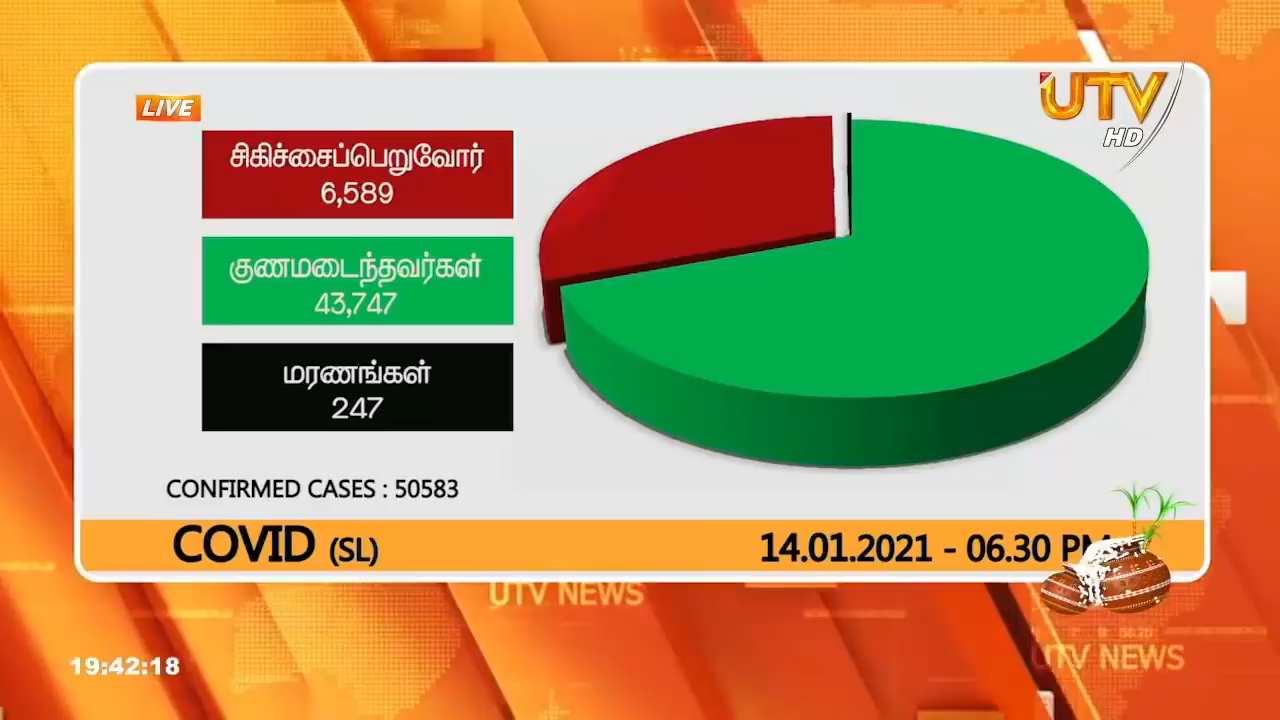 LIVE
UTV
HD
சிகிச்சைப்பெறுவோர்
6,589
குணமடைந்தவர்கள்
43,747
மரணங்கள்
247
CONFIRMED CASES : 50583
COVID (SL)
14.01.2021 - 06.30 PM
UTV NEWS
UTV NEWS
19:42:18